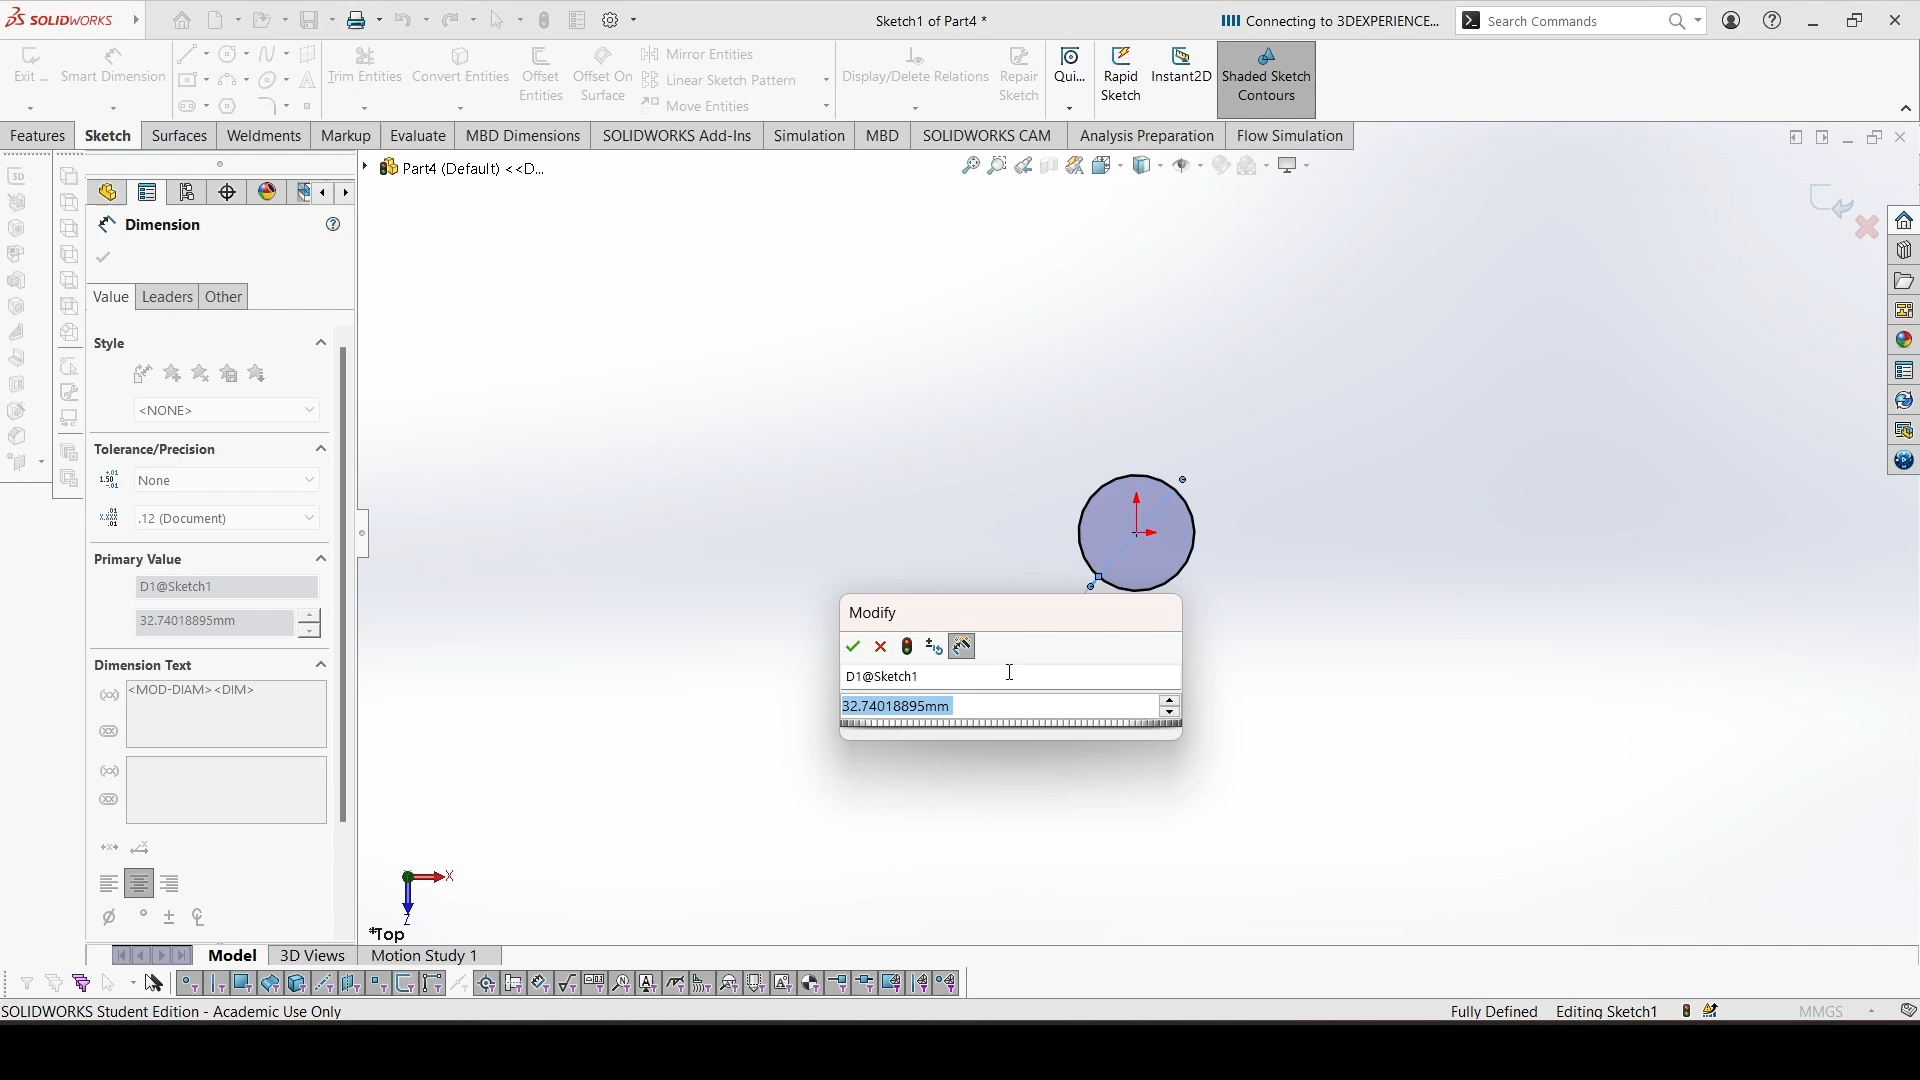 SOLIDWORKS
Sketch1 of Part4 *
Connecting to 3DEXPERIENCE...
Search Commands
Exit ...
Smart Dimension
Trim Entities
Convert Entities
Offset
Entities
Offset On
Surface
Mirror Entities
Linear Sketch Pattern
Move Entities
Display/Delete Relations
Repair
Sketch
Qui...
Rapid
Sketch
Instant2D
Shaded Sketch
Contours
Features
Sketch
Surfaces
Weldments
Markup
Evaluate
MBD Dimensions
SOLIDWORKS Add-Ins
Simulation
MBD
SOLIDWORKS CAM
Analysis Preparation
Flow Simulation
Part4 (Default) <<D...
Dimension
Value
Leaders
Other
Style
<NONE>
Tolerance/Precision
None
.12 (Document)
Primary Value
D1@Sketch1
32.74018895mm
Dimension Text
<MOD-DIAM><DIM>
Modify
D1@Sketch1
32.74018895mm
X
Z
*Top
Model
3D Views
Motion Study 1
SOLIDWORKS Student Edition - Academic Use Only
Fully Defined
Editing Sketch1
MMGS